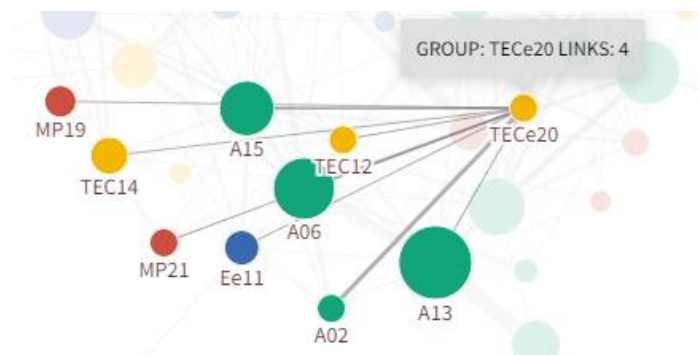 GROUP: TECe20 LINKS: 4
MP19
A15
TECe20
TEC12
TEC14
A06
MP21
Ee11
A02
A13